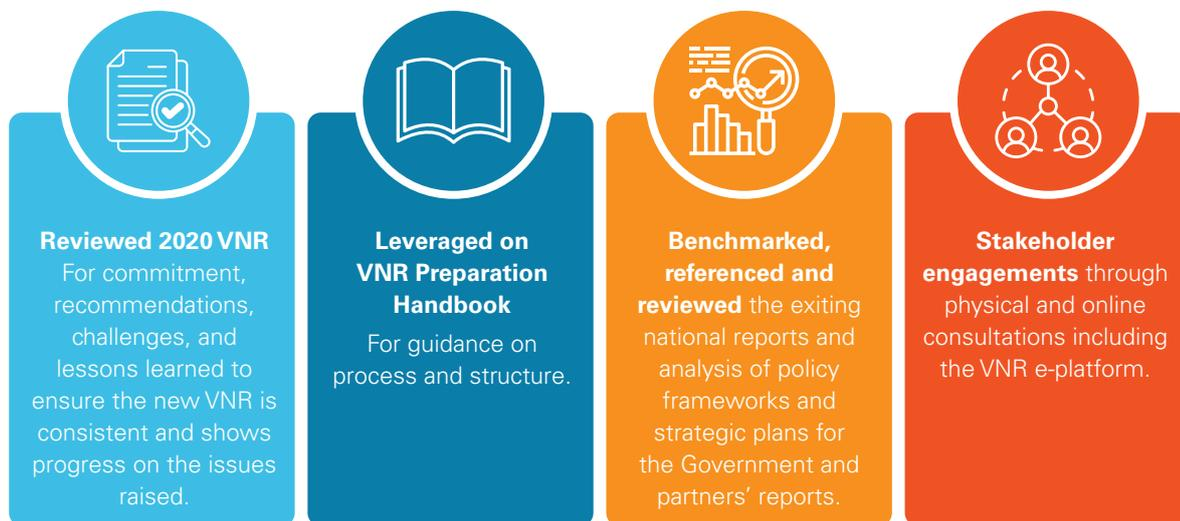 Reviewed 2020 VNR
For commitment,
recommendations,
challenges, and
lessons learned to
ensure the new VNR is
consistent and shows
progress on the issues
raised.
Leveraged on
VNR Preparation
Handbook
For guidance on
process and structure.
Benchmarked,
referenced and
reviewed the exiting
national reports and
analysis of policy
frameworks and
strategic plans for
the Government and
partners’ reports.
Stakeholder
engagements through
physical and online
consultations including
the VNR e-platform.